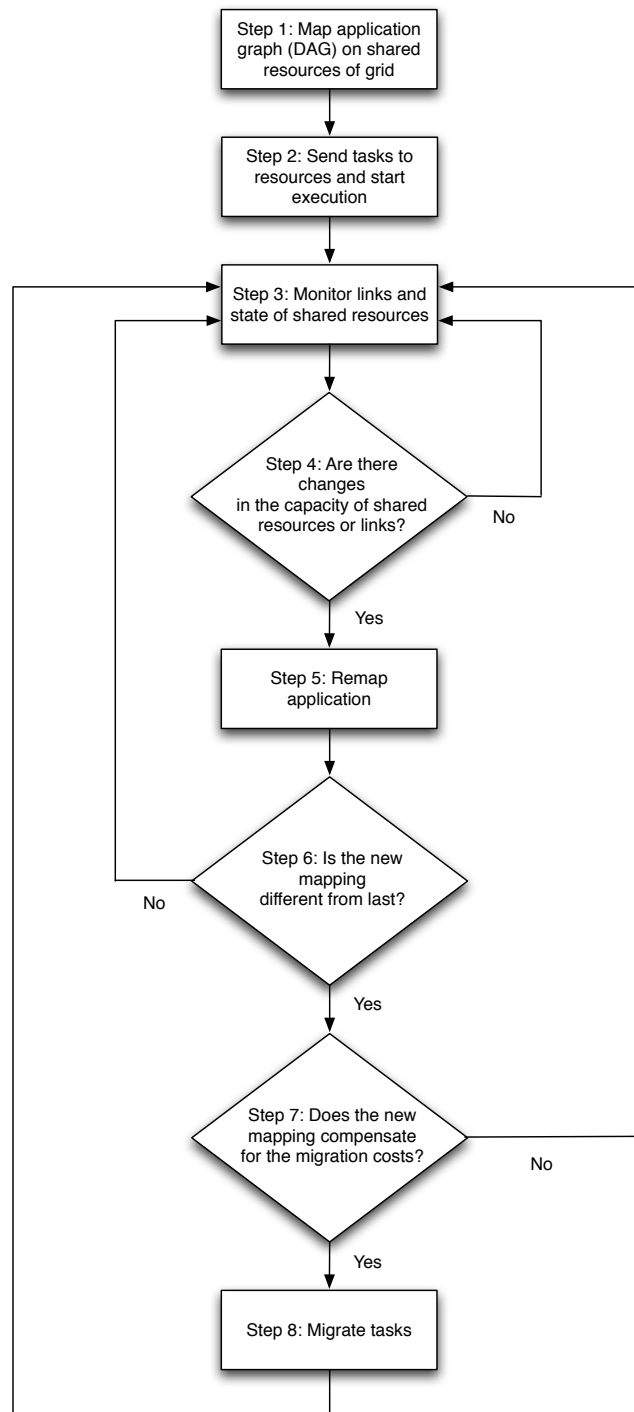 Step 1: Map application
graph (DAG) on shared
resources of grid
Step 2: Send tasks to
resources and start
execution
Step 3: Monitor links and
state of shared resources
Step 4: Are there
changes
in the capacity of shared
resources or links?
No
Yes
Step 5: Remap
application
Step 6: Is the new
mapping
different from last?
No
Yes
Step 7: Does the new
mapping compensate
for the migration costs?
No
Yes
Step 8: Migrate tasks